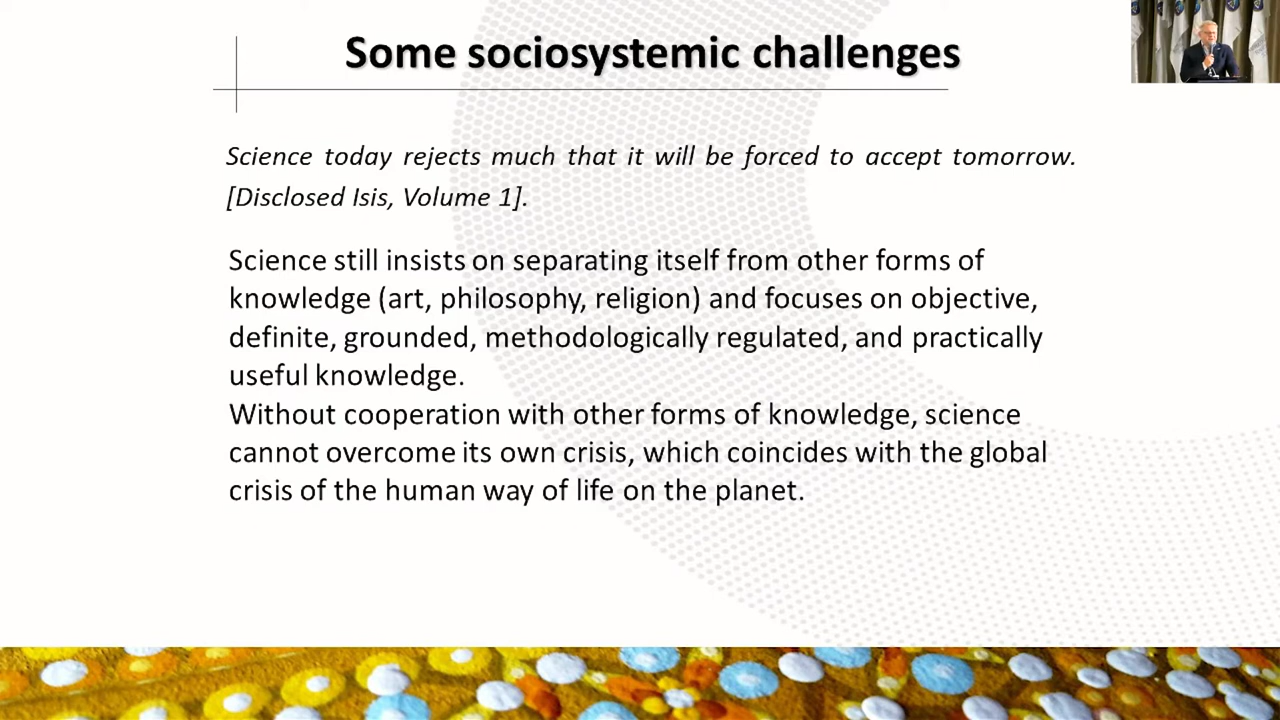 Some sociosystemic challenges
Science today rejects much that it will be forced to accept tomorrow.
[Disclosed Isis, Volume 1].
Science still insists on separating itself from other forms of
knowledge (art, philosophy, religion) and focuses on objective,
definite, grounded, methodologically regulated, and practically
useful knowledge.
Without cooperation with other forms of knowledge, science
cannot overcome its own crisis, which coincides with the global
crisis of the human way of life on the planet.